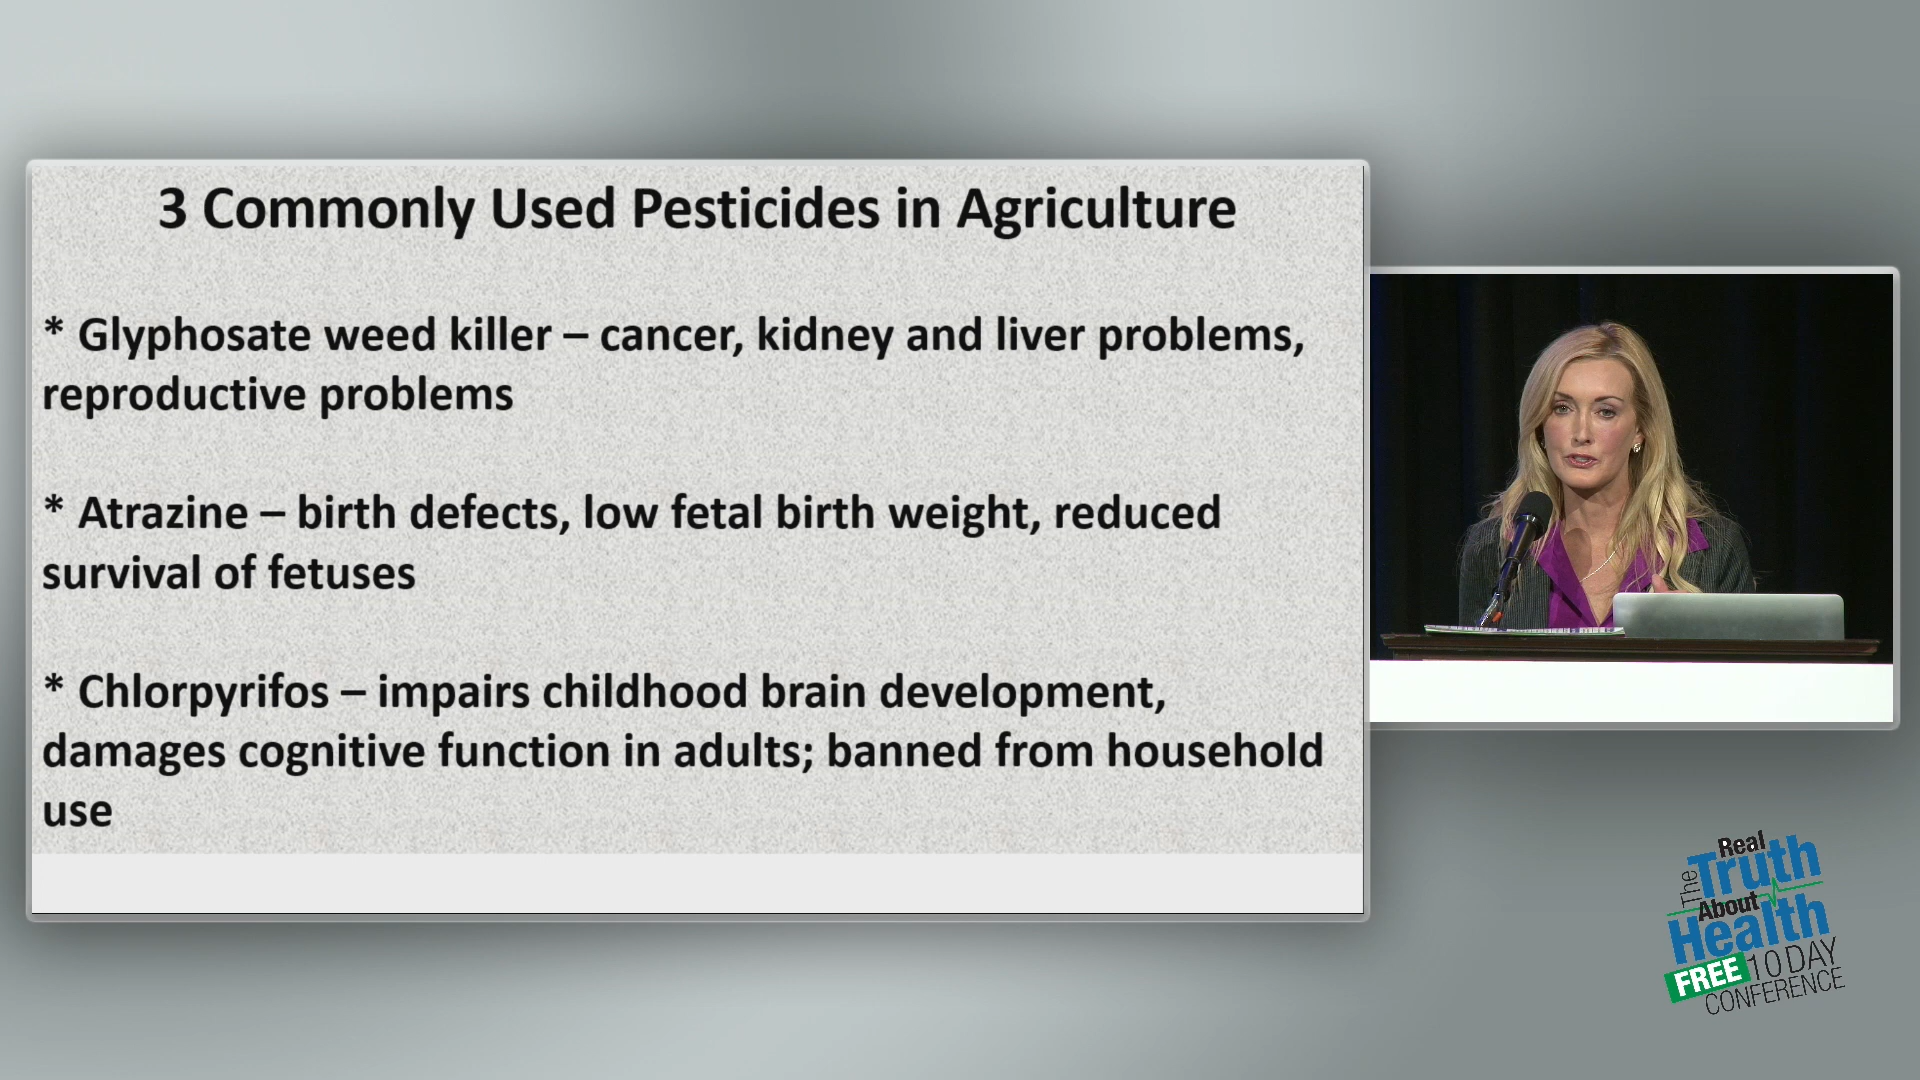 3 Commonly Used Pesticides in Agriculture
* Glyphosate weed killer – cancer, kidney and liver problems,
reproductive problems
* Atrazine – birth defects, low fetal birth weight, reduced
survival of fetuses
* Chlorpyrifos – impairs childhood brain development,
damages cognitive function in adults; banned from household
use
The Real
Truth
About
Health
FREE 10 DAY
CONFERENCE